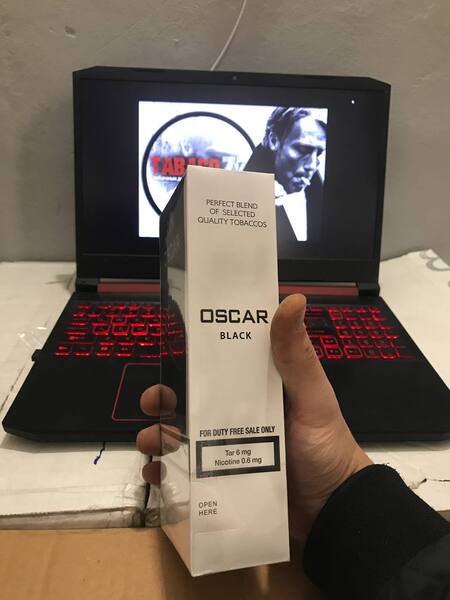 PERFECT BLEND
OF SELECTED
QUALITY TOBACCOS
OSCAR
BLACK
FOR DUTY FREE SALE ONLY
Tar 6 mg
Nicotine 0.6 mg
OPEN
HERE